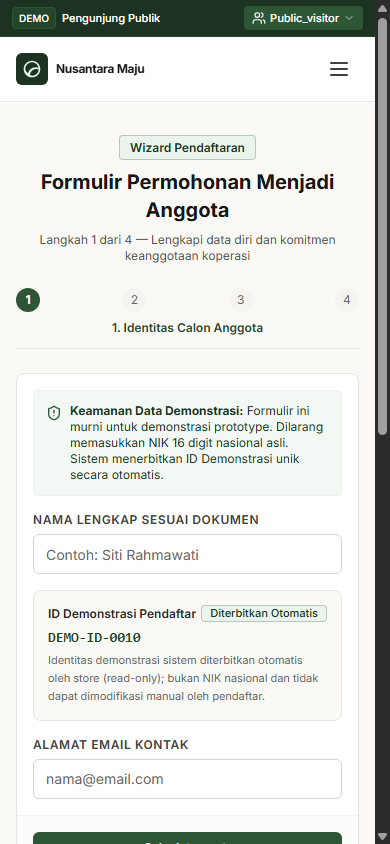 DEMO Pengunjung Publik Public_visitor
Nusantara Maju
Wizard Pendaftaran
Formulir Permohonan Menjadi
Anggota
Langkah 1 dari 4 — Lengkapi data diri dan komitmen
keanggotaan koperasi
1 2 3 4
1. Identitas Calon Anggota
Keamanan Data Demonstrasi: Formulir ini
murni untuk demonstrasi prototype. Dilarang
memasukkan NIK 16 digit nasional asli.
Sistem menerbitkan ID Demonstrasi unik
secara otomatis.
NAMA LENGKAP SESUAI DOKUMEN
Contoh: Siti Rahmawati
ID Demonstrasi Pendaftar Diterbitkan Otomatis
DEMO-ID-0010
Identitas demonstrasi sistem diterbitkan otomatis
oleh store (read-only); bukan NIK nasional dan tidak
dapat dimodifikasi manual oleh pendaftar.
ALAMAT EMAIL KONTAK
nama@email.com